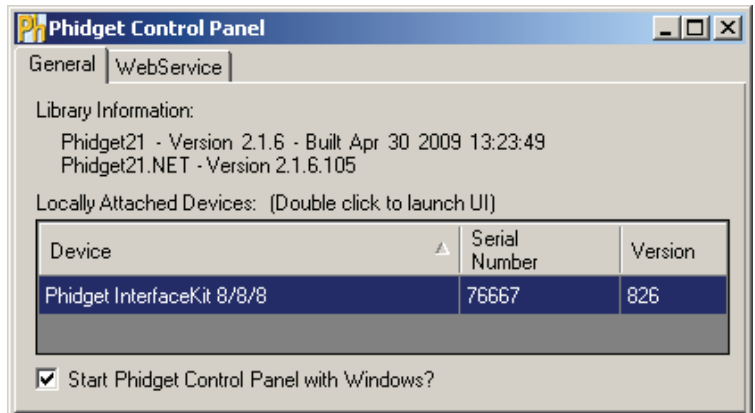 Ph Phidget Control Panel
General WebService
Library Information:
Phidget21 - Version 2.1.6 - Built Apr 30 2009 13:23:49
Phidget21.NET - Version 2.1.6.105
Locally Attached Devices: (Double click to launch UI)
Device Serial Number Version
Phidget InterfaceKit 8/8/8 76667 826
Start Phidget Control Panel with Windows?